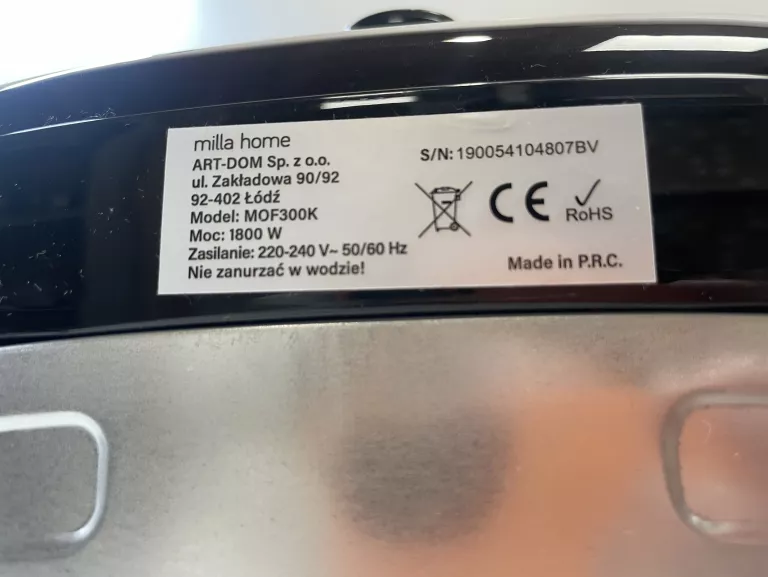 milla home
ART-DOM Sp. z o.o.
ul. Zakładowa 90/92
92-402 Łódź
Model: MOF300K
Moc: 1800 W
Zasilanie: 220-240 V~ 50/60 Hz
Nie zanurzać w wodzie!
S/N: 190054104807BV
CE
RoHS
Made in P.R.C.